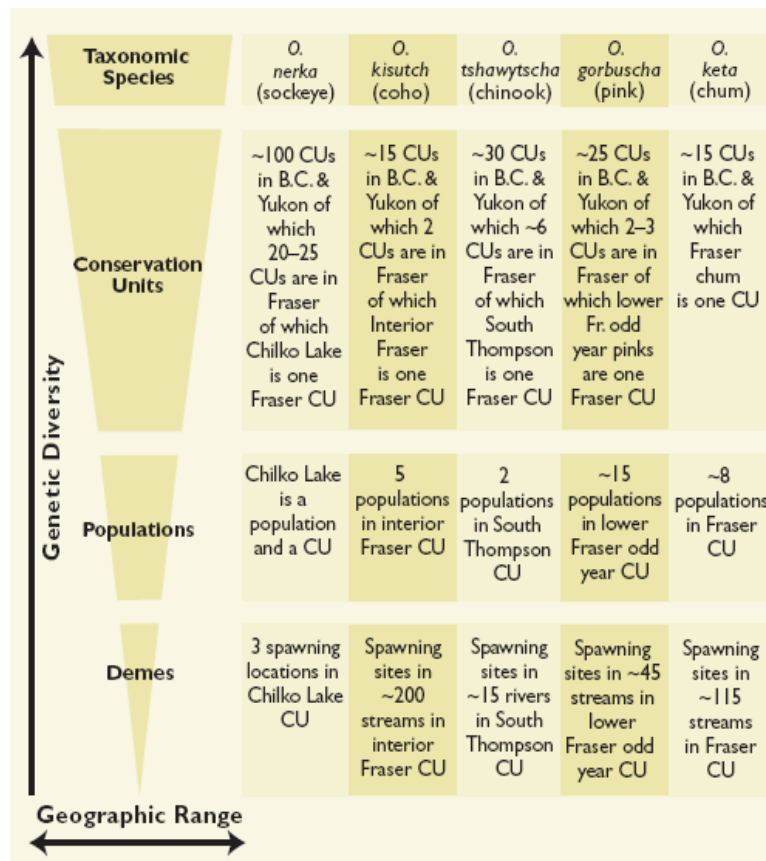 Taxonomic
Species
O.
nerka
(sockeye)
O.
kisutch
(coho)
O.
tshawytscha
(chinook)
O.
gorbuscha
(pink)
O.
keta
(chum)
Conservation
Units
~100 CUs
in B.C. &
Yukon of
which
20–25
CUs are in
Fraser
of which
Chilko Lake
is one
Fraser CU
~15 CUs
in B.C. &
Yukon of
which 2
CUs are in
Fraser
of which
Interior
Fraser
is one
Fraser CU
~30 CUs
in B.C. &
Yukon of
which ~6
CUs are in
Fraser
of which
South
Thompson
is one
Fraser CU
~25 CUs
in B.C. &
Yukon of
which 2–3
CUs are in
Fraser of
which lower
Fr. odd
year pinks
are one
Fraser CU
~15 CUs
in B.C. &
Yukon of
which
Fraser
chum
is one CU
Populations
Chilko Lake
is a
population
and a CU
5
populations
in interior
Fraser CU
2
populations
in South
Thompson
CU
~15
populations
in lower
Fraser odd
year CU
~8
populations
in Fraser
CU
Demes
3 spawning
locations in
Chilko Lake
CU
Spawning
sites in
~200
streams in
interior
Fraser CU
Spawning
sites in
~15 rivers
in South
Thompson
CU
Spawning
sites in ~45
streams in
lower
Fraser odd
year CU
Spawning
sites in
~115
streams
in Fraser
CU
Genetic Diversity
Geographic Range